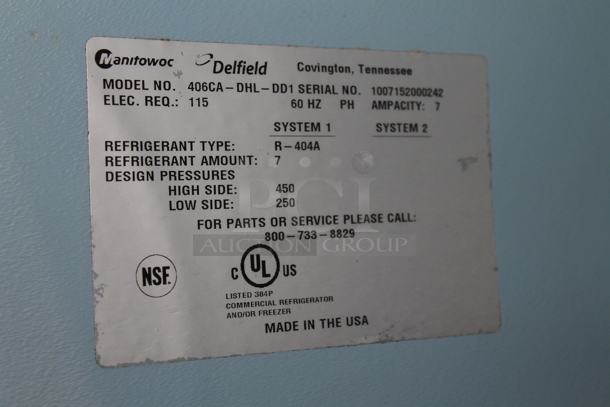 Manitowoc Delfield Covington, Tennessee
MODEL NO. 406CA-DHL-DD1 SERIAL NO. 1007152000242
ELEC. REQ.: 115 60 HZ PH AMPACITY: 7
SYSTEM 1 SYSTEM 2
REFRIGERANT TYPE: R-404A
REFRIGERANT AMOUNT: 7
DESIGN PRESSURES
HIGH SIDE: 450
LOW SIDE: 250
PCI
AUCTION GROUP
FOR PARTS OR SERVICE PLEASE CALL:
800-733-8829
NSF.
C UL US
LISTED 384P
COMMERCIAL REFRIGERATOR
AND/OR FREEZER
MADE IN THE USA